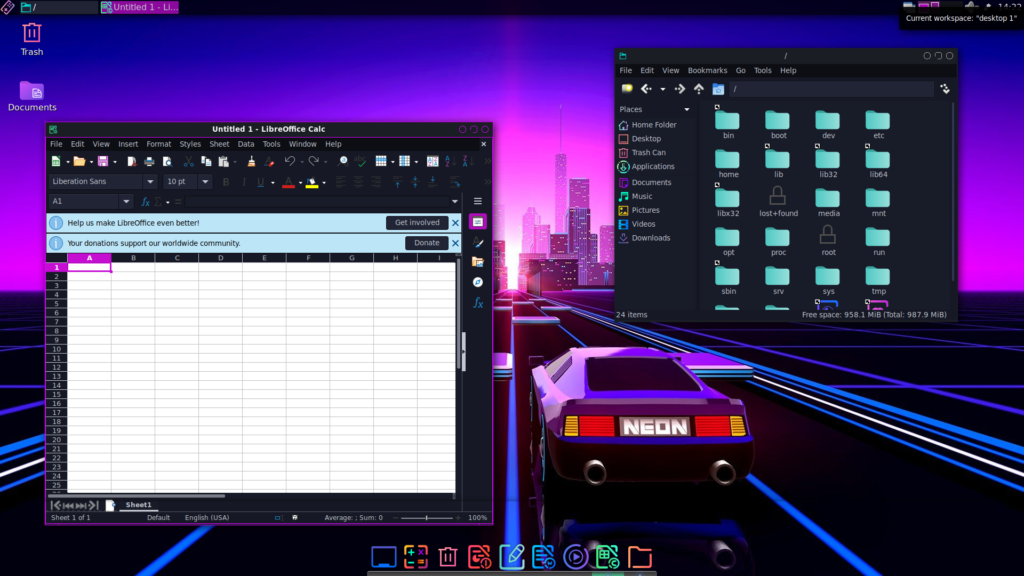 /
Untitled 1 - Li...
14:22
Current workspace: "desktop 1"
Trash
Documents
Untitled 1 - LibreOffice Calc
File Edit View Insert Format Styles Sheet Data Tools Window Help
Liberation Sans
10 pt
A1
Help us make LibreOffice even better!
Get involved
Your donations support our worldwide community.
Donate
A B C D E F G H I
1
2
3
4
5
6
7
8
9
10
11
12
13
14
15
16
17
18
19
20
21
22
23
24
25
Sheet1
Sheet 1 of 1
Default
English (USA)
Average: ; Sum: 0
100%
/
File Edit View Bookmarks Go Tools Help
/
Places
Home Folder
Desktop
Trash Can
Applications
Documents
Music
Pictures
Videos
Downloads
bin boot dev etc
home lib lib32 lib64
libx32 lost+found media mnt
opt proc root run
sbin srv sys tmp
24 items
Free space: 958.1 MiB (Total: 987.9 MiB)
NEON